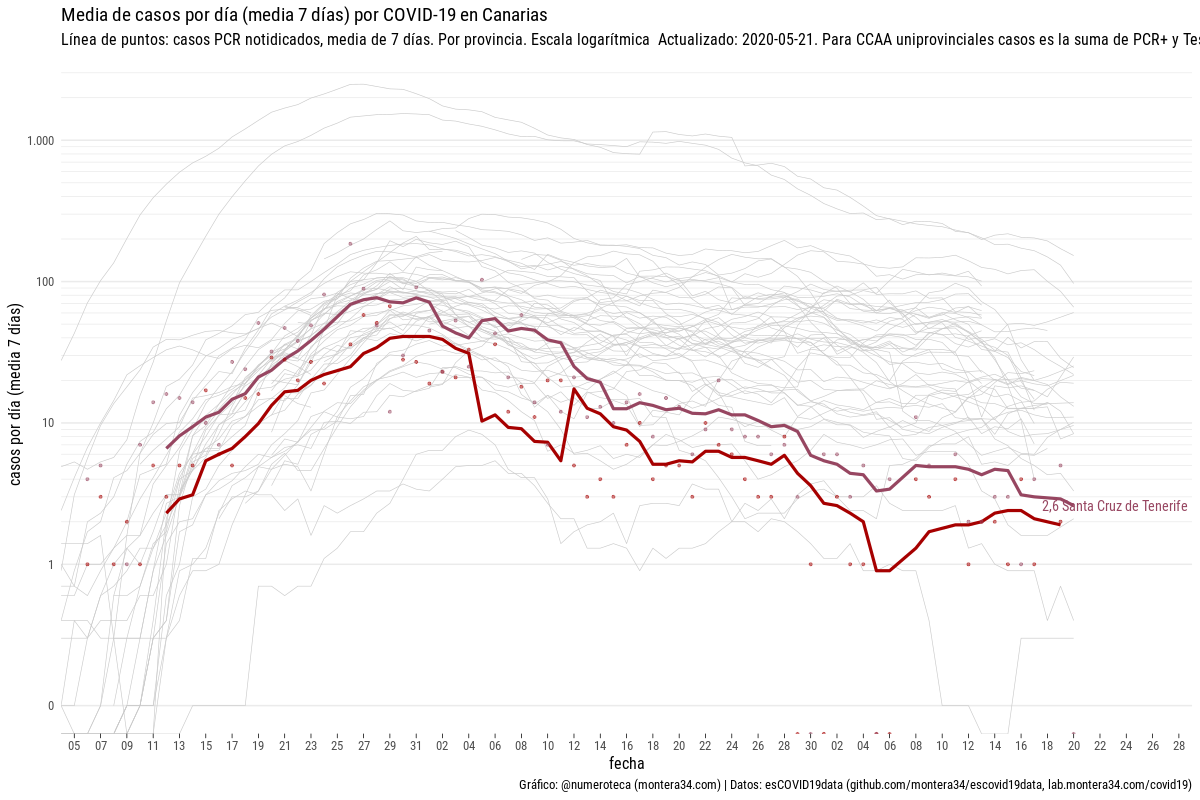 Media de casos por día (media 7 días) por COVID-19 en Canarias
Línea de puntos: casos PCR notidicados, media de 7 días. Por provincia. Escala logarítmica  Actualizado: 2020-05-21. Para CCAA uniprovinciales casos es la suma de PCR+ y Tes
casos por día (media 7 días)
1.000
100
10
1
0
2,6 Santa Cruz de Tenerife
05 07 09 11 13 15 17 19 21 23 25 27 29 31 02 04 06 08 10 12 14 16 18 20 22 24 26 28 30 02 04 06 08 10 12 14 16 18 20 22 24 26 28
fecha
Gráfico: @numeroteca (montera34.com) | Datos: esCOVID19data (github.com/montera34/escovid19data, lab.montera34.com/covid19)